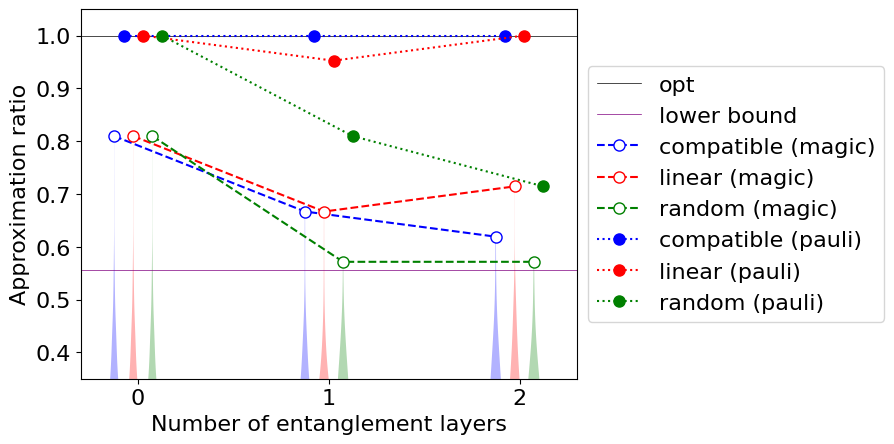 Approximation ratio
1.0
0.9
0.8
0.7
0.6
0.5
0.4
0
1
2
Number of entanglement layers
opt
lower bound
compatible (magic)
linear (magic)
random (magic)
compatible (pauli)
linear (pauli)
random (pauli)